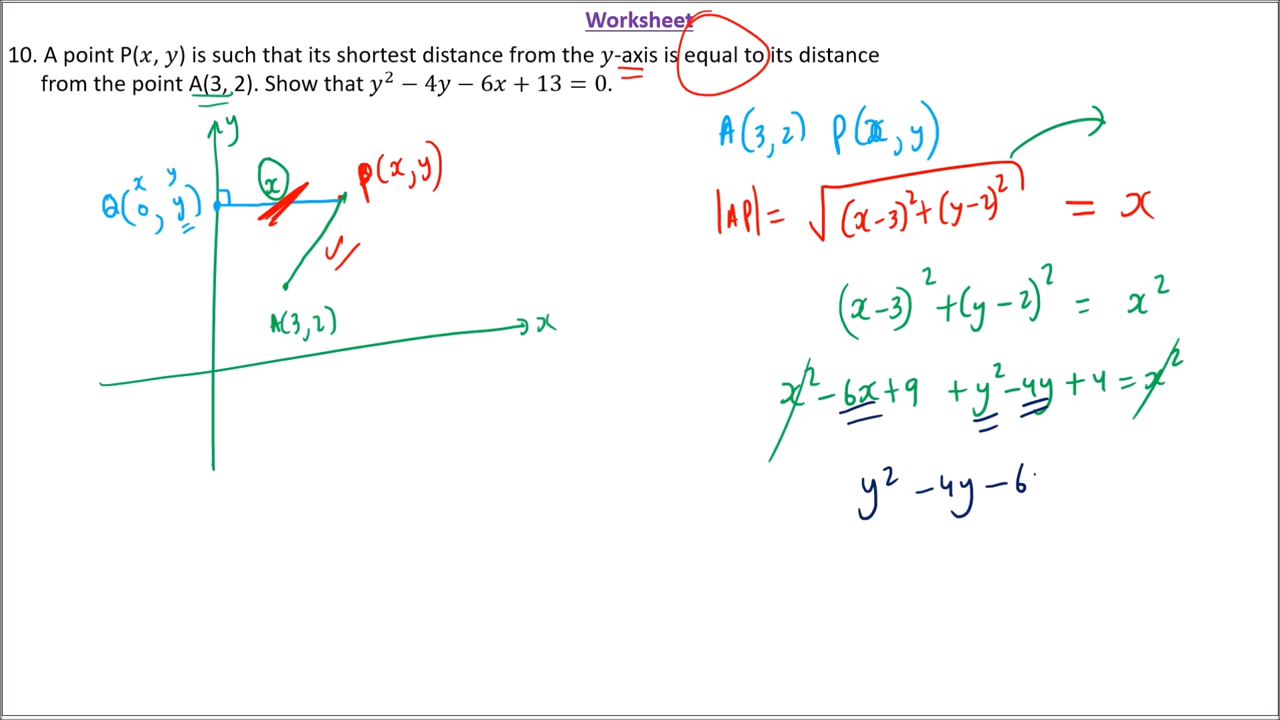 Worksheet
10. A point P(x, y) is such that its shortest distance from the y-axis is equal to its distance
from the point A(3, 2). Show that y² − 4y − 6x + 13 = 0.
y
x
P(x, y)
x y
Q(0, y)
A(3, 2)
x
A(3, 2) P(x, y)
|AP| = √(x-3)²+(y-2)² = x
(x-3)²+(y-2)² = x²
x²-6x+9 +y²-4y+4=x²
y² -4y-6